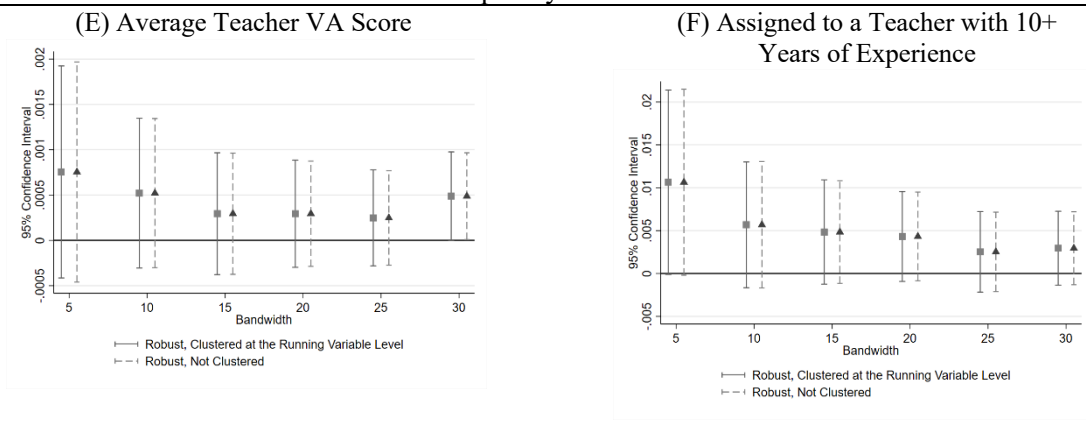 (E) Average Teacher VA Score
.002
.0015
.001
.0005
0
-.0005
95% Confidence Interval
5 10 15 20 25 30
Bandwidth
Robust, Clustered at the Running Variable Level
Robust, Not Clustered
(F) Assigned to a Teacher with 10+
Years of Experience
.02
.015
.01
.005
0
-.005
95% Confidence Interval
5 10 15 20 25 30
Bandwidth
Robust, Clustered at the Running Variable Level
Robust, Not Clustered